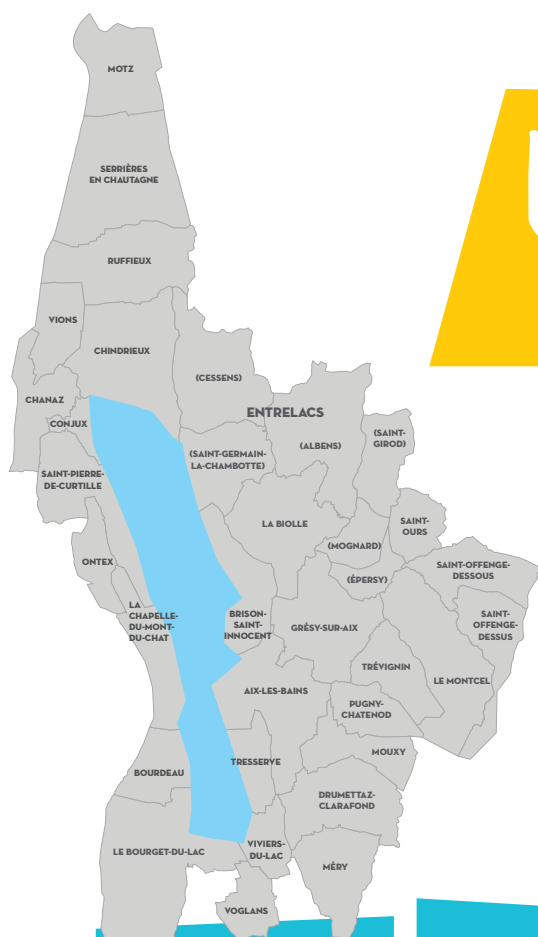 MOTZ
SERRIÈRES
EN CHAUTAGNE
RUFFIEUX
VIONS
CHINDRIEUX
(CESSENS)
CHANAZ
ENTRELACS
CONJUX
(SAINT-
GIROD)
(ALBENS)
(SAINT-GERMAIN-
LA-CHAMBOTTE)
SAINT-PIERRE-
DE-CURTILLE
LA BIOLLE
SAINT-
OURS
(MOGNARD)
ONTEX
SAINT-OFFENGE-
DESSOUS
(ÉPERSY)
LA
CHAPELLE-
DU-MONT-
DU-CHAT
BRISON-
SAINT-
INNOCENT
GRÉSY-SUR-AIX
SAINT-
OFFENGE-
DESSUS
TRÉVIGNIN
LE MONTCEL
AIX-LES-BAINS
PUGNY-
CHATENOD
MOUXY
TRESSERVE
BOURDEAU
DRUMETTAZ-
CLARAFOND
LE BOURGET-DU-LAC
VIVIERS-
DU-LAC
MÉRY
VOGLANS